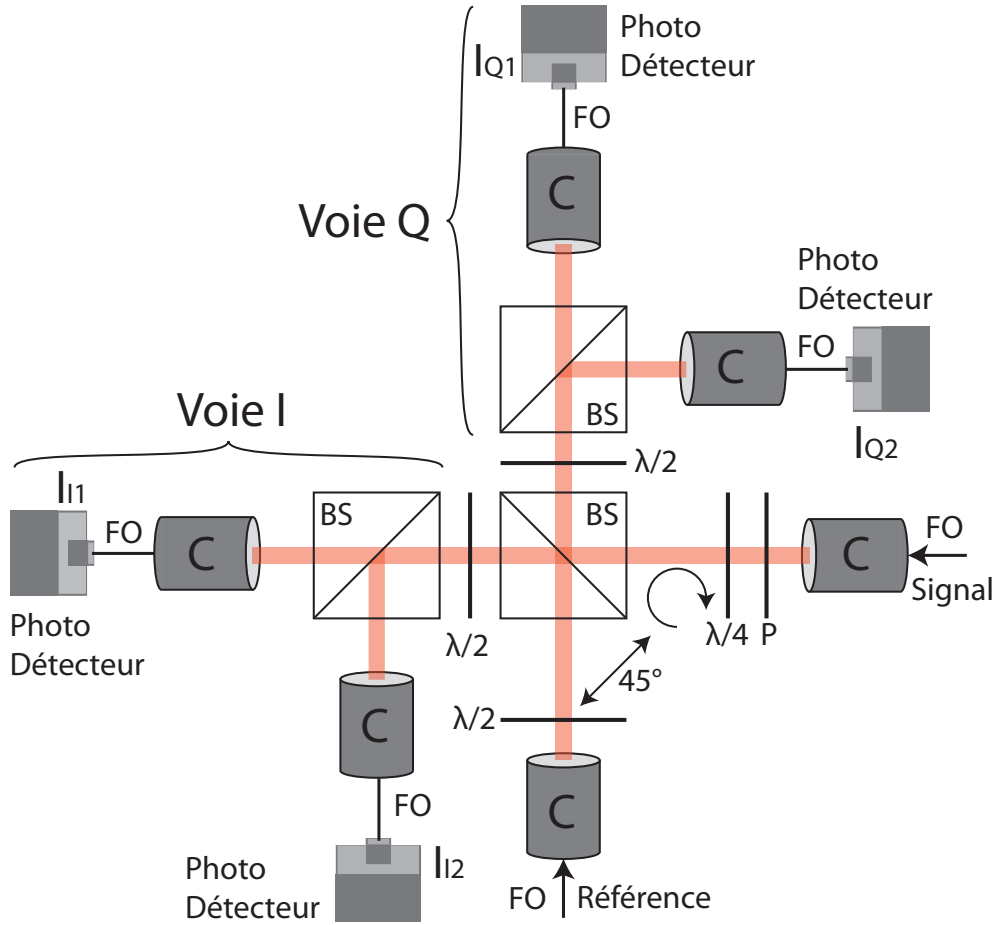 Photo
Détecteur
IQ1
FO
C
Voie Q
Photo
Détecteur
BS
C
FO
IQ2
λ/2
Voie I
II1
FO
C
BS
BS
C
FO
Signal
Photo
Détecteur
λ/2
λ/4
P
45°
C
λ/2
FO
C
Photo
Détecteur
II2
FO
Référence